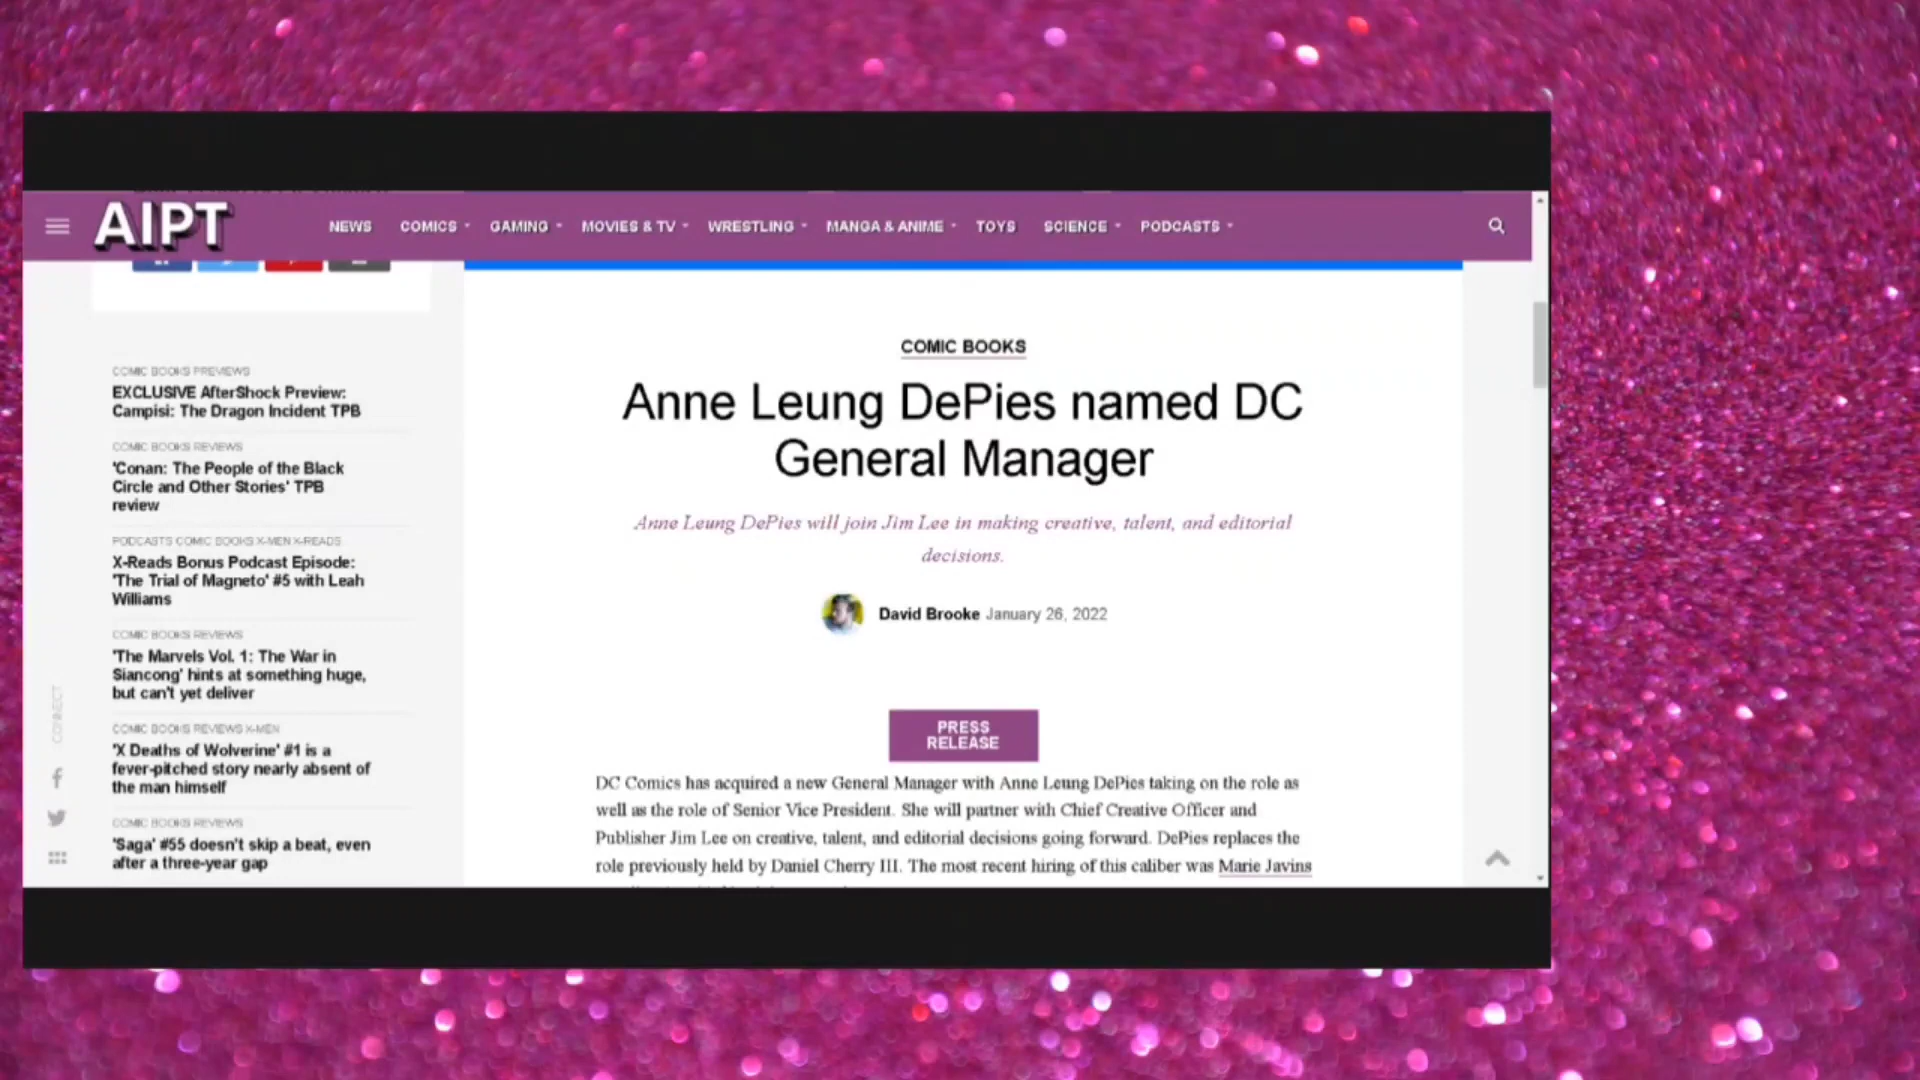 AIPT
NEWS
COMICS
GAMING
MOVIES & TV
WRESTLING
MANGA & ANIME
TOYS
SCIENCE
PODCASTS
COMIC BOOKS PREVIEWS
EXCLUSIVE AfterShock Preview:
Campisi: The Dragon Incident TPB
COMIC BOOKS REVIEWS
'Conan: The People of the Black
Circle and Other Stories' TPB
review
PODCASTS COMIC BOOKS X-MEN X-READS
X-Reads Bonus Podcast Episode:
'The Trial of Magneto' #5 with Leah
Williams
COMIC BOOKS REVIEWS
'The Marvels Vol. 1: The War in
Siancong' hints at something huge,
but can't yet deliver
COMIC BOOKS REVIEWS X-MEN
'X Deaths of Wolverine' #1 is a
fever-pitched story nearly absent of
the man himself
COMIC BOOKS REVIEWS
'Saga' #55 doesn't skip a beat, even
after a three-year gap
CONNECT
COMIC BOOKS
Anne Leung DePies named DC
General Manager
Anne Leung DePies will join Jim Lee in making creative, talent, and editorial
decisions.
David Brooke January 26, 2022
PRESS
RELEASE
DC Comics has acquired a new General Manager with Anne Leung DePies taking on the role as
well as the role of Senior Vice President. She will partner with Chief Creative Officer and
Publisher Jim Lee on creative, talent, and editorial decisions going forward. DePies replaces the
role previously held by Daniel Cherry III. The most recent hiring of this caliber was Marie Javins